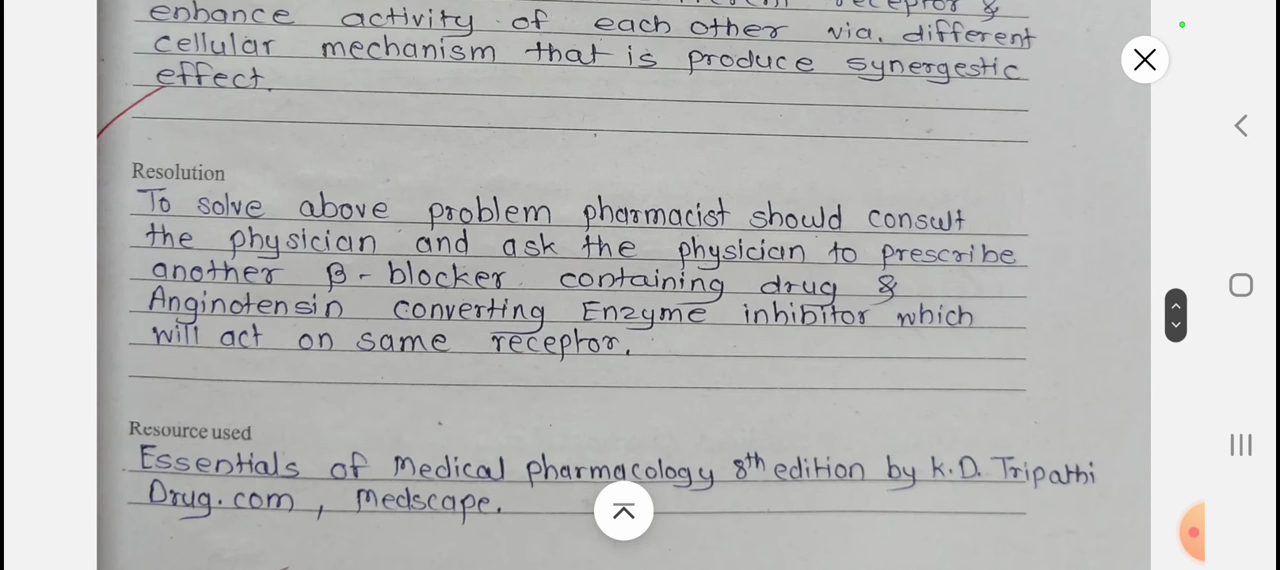 receptor &
enhance activity of each other via. different
cellular mechanism that is produce synergestic
effect.
Resolution
To solve above problem pharmacist should consult
the physician and ask the physician to prescribe
another β-blocker containing drug &
Anginotensin converting Enzyme inhibitor which
will act on same receptor.
Resource used
Essentials of Medical pharmacology 8th edition by K.D. Tripathi
Drug.com, Medscape.